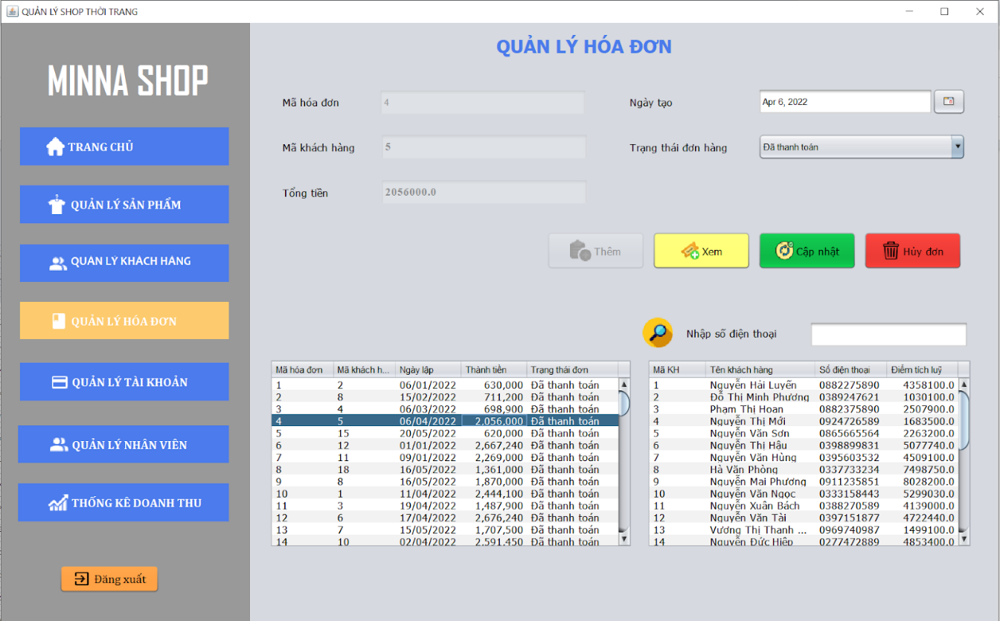 QUẢN LÝ SHOP THỜI TRANG
MINNA SHOP
TRANG CHỦ
QUẢN LÝ SẢN PHẨM
QUẢN LÝ KHÁCH HÀNG
QUẢN LÝ HÓA ĐƠN
QUẢN LÝ TÀI KHOẢN
QUẢN LÝ NHÂN VIÊN
THỐNG KÊ DOANH THU
Đăng xuất
QUẢN LÝ HÓA ĐƠN
Mã hóa đơn 4 Ngày tạo Apr 6, 2022
Mã khách hàng 5 Trạng thái đơn hàng Đã thanh toán
Tổng tiền 2056000.0
Thêm Xem Cập nhật Hủy đơn
Nhập số điện thoại
Mã hóa đơn Mã khách h... Ngày lập Thành tiền Trạng thái đơn
1 2 06/01/2022 630,000 Đã thanh toán
2 8 15/02/2022 711,200 Đã thanh toán
3 4 06/03/2022 698,900 Đã thanh toán
4 5 06/04/2022 2,056,000 Đã thanh toán
5 15 20/05/2022 620,000 Đã thanh toán
6 12 01/01/2022 2,667,240 Đã thanh toán
7 11 09/01/2022 2,269,000 Đã thanh toán
8 18 16/05/2022 1,361,000 Đã thanh toán
9 8 16/05/2022 1,870,000 Đã thanh toán
10 1 11/04/2022 2,444,100 Đã thanh toán
11 3 19/04/2022 1,487,900 Đã thanh toán
12 6 17/04/2022 2,676,240 Đã thanh toán
13 7 15/05/2022 1,707,500 Đã thanh toán
14 10 02/04/2022 2,591,450 Đã thanh toán
Mã KH Tên khách hàng Số điện thoại Điểm tích luỹ
1 Nguyễn Hải Luyến 0882275890 4358100.0
2 Đỗ Thị Minh Phương 0389247621 1030100.0
3 Phạm Thị Hoan 0882375890 2507900.0
4 Nguyễn Thị Mới 0924726589 1683500.0
5 Nguyễn Văn Sơn 0865665564 2263200.0
6 Nguyễn Thị Hậu 0398899831 5077740.0
7 Nguyễn Văn Hùng 0395603532 4509100.0
8 Hà Văn Phòng 0337733234 7498750.0
9 Nguyễn Mai Phương 0911235851 8028200.0
10 Nguyễn Văn Ngọc 0333158443 5299030.0
11 Nguyễn Xuân Bách 0388270589 4139000.0
12 Nguyễn Văn Tài 0397151877 4722440.0
13 Vương Thị Thanh ... 0969740987 1499100.0
14 Nguyễn Đức Hiệp 0277472889 4853400.0